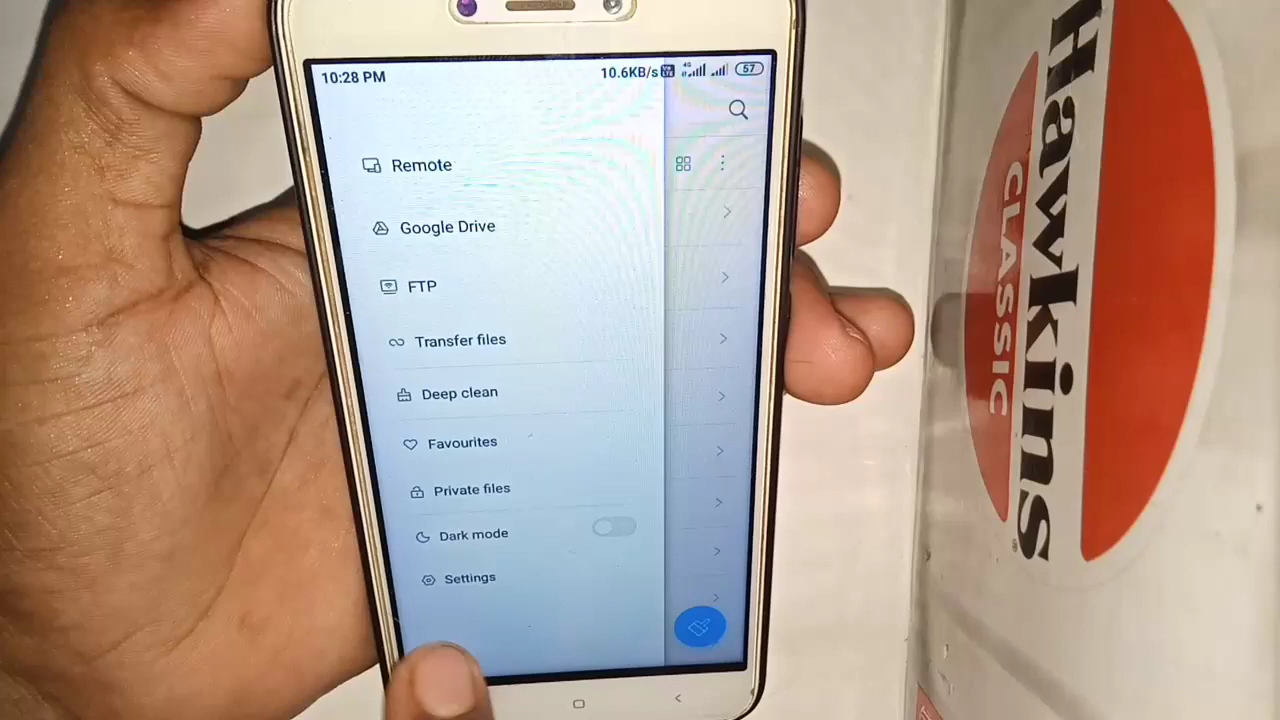 10:28 PM
10.6KB/s 4G 57
Remote
Google Drive
FTP
Transfer files
Deep clean
Favourites
Private files
Dark mode
Settings
Hawkins
CLASSIC